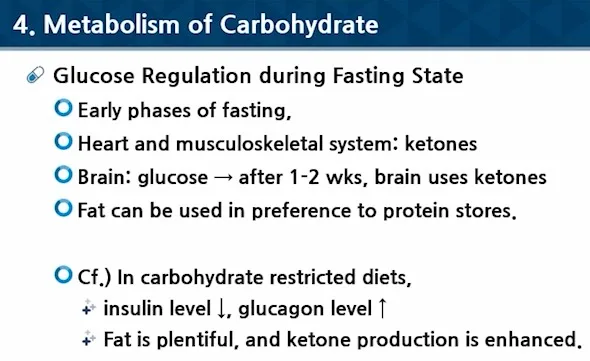 4. Metabolism of Carbohydrate
Glucose Regulation during Fasting State
Early phases of fasting,
Heart and musculoskeletal system: ketones
Brain: glucose → after 1-2 wks, brain uses ketones
Fat can be used in preference to protein stores.
Cf.) In carbohydrate restricted diets,
insulin level ↓, glucagon level ↑
Fat is plentiful, and ketone production is enhanced.